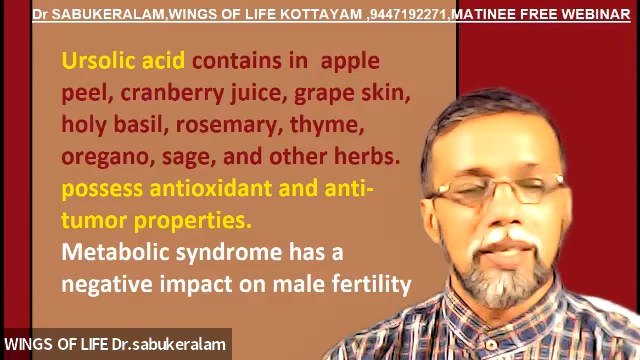 Dr SABUKERALAM,WINGS OF LIFE KOTTAYAM ,9447192271,MATINEE FREE WEBINAR
Ursolic acid contains in apple
peel, cranberry juice, grape skin,
holy basil, rosemary, thyme,
oregano, sage, and other herbs.
possess antioxidant and anti-
tumor properties.
Metabolic syndrome has a
negative impact on male fertility
WINGS OF LIFE Dr.sabukeralam